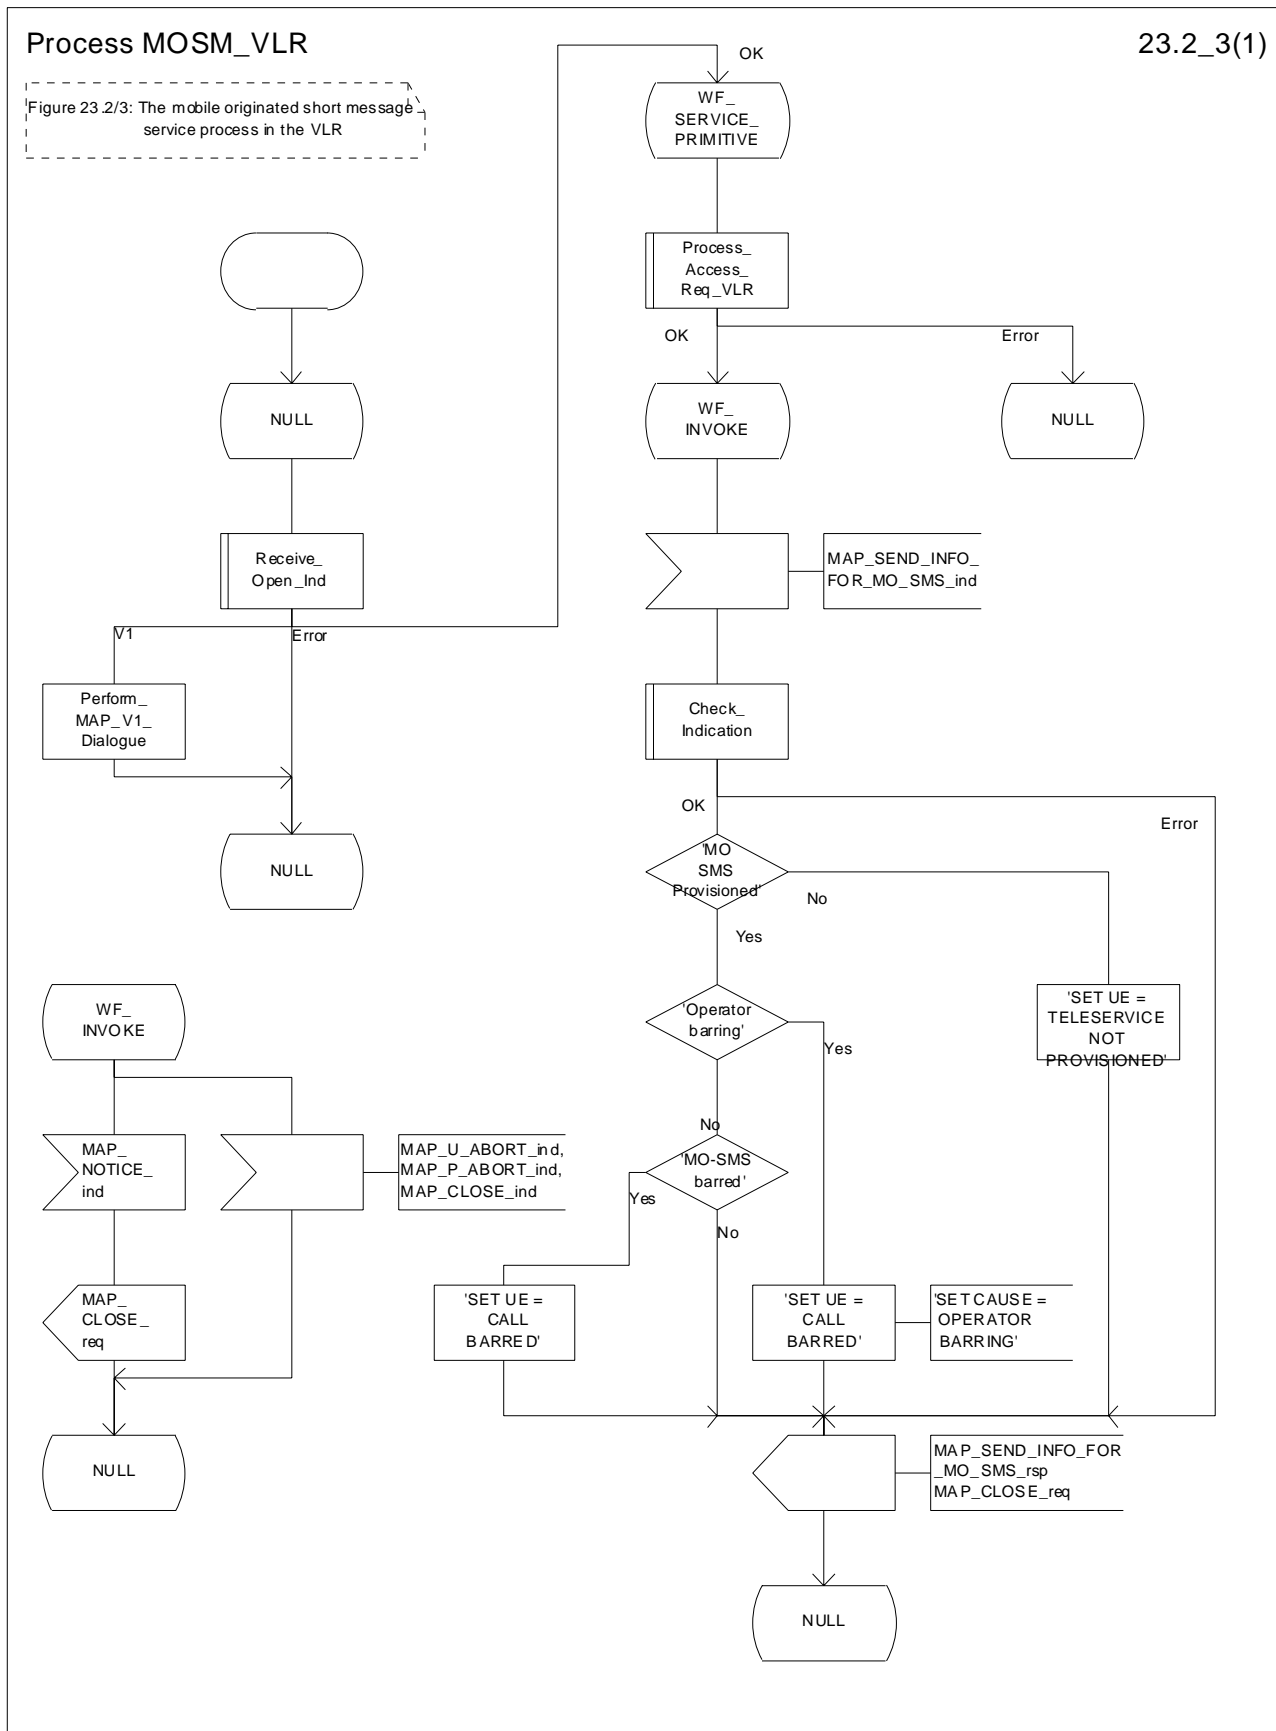 Process MOSM_VLR
23.2_3(1)
Figure 23.2/3: The mobile originated short message
service process in the VLR
OK
WF_
SERVICE_
PRIMITIVE
Process_
Access_
Req_VLR
OK
Error
NULL
WF_
INVOKE
NULL
Receive_
Open_Ind
MAP_SEND_INFO_
FOR_MO_SMS_ind
V1
Error
Perform_
MAP_V1_
Dialogue
Check_
Indication
OK
Error
NULL
'MO
SMS
Provisioned'
No
Yes
WF_
INVOKE
'Operator
barring'
Yes
'SET UE =
TELESERVICE
NOT
PROVISIONED'
No
MAP_
NOTICE_
ind
MAP_U_ABORT_ind,
MAP_P_ABORT_ind,
MAP_CLOSE_ind
'MO-SMS
barred'
Yes
No
MAP_
CLOSE_
req
'SET UE =
CALL
BARRED'
'SET UE =
CALL
BARRED'
'SET CAUSE =
OPERATOR
BARRING'
NULL
MAP_SEND_INFO_FOR
_MO_SMS_rsp
MAP_CLOSE_req
NULL